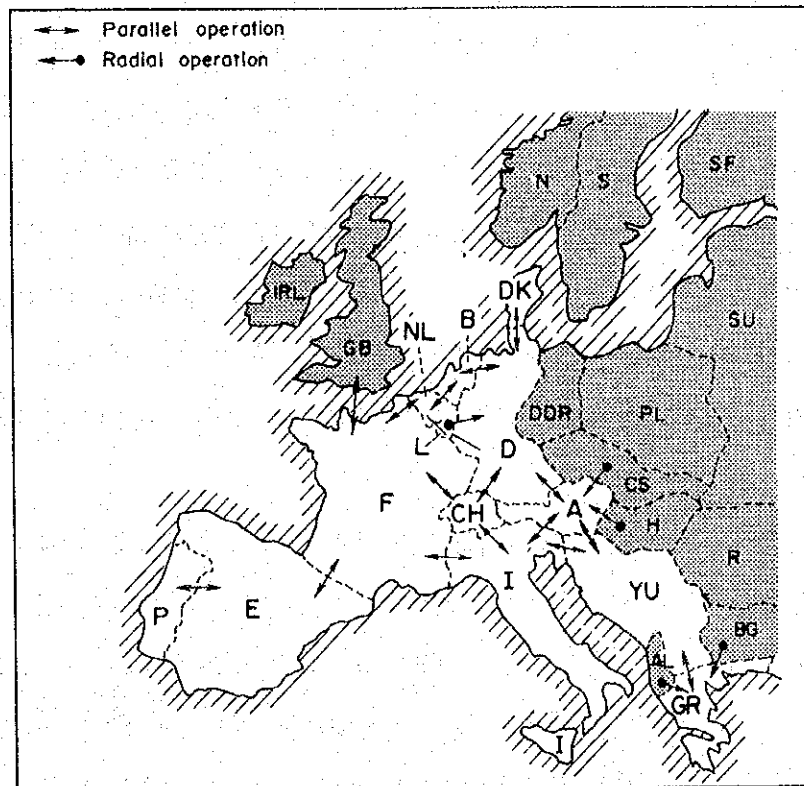 Parallel operation
Radial operation
N
S
SF
IRL
GB
NL
B
DK
SU
DDR
PL
L
D
CS
F
CH
A
H
I
R
YU
P
E
BG
AL
GR
I